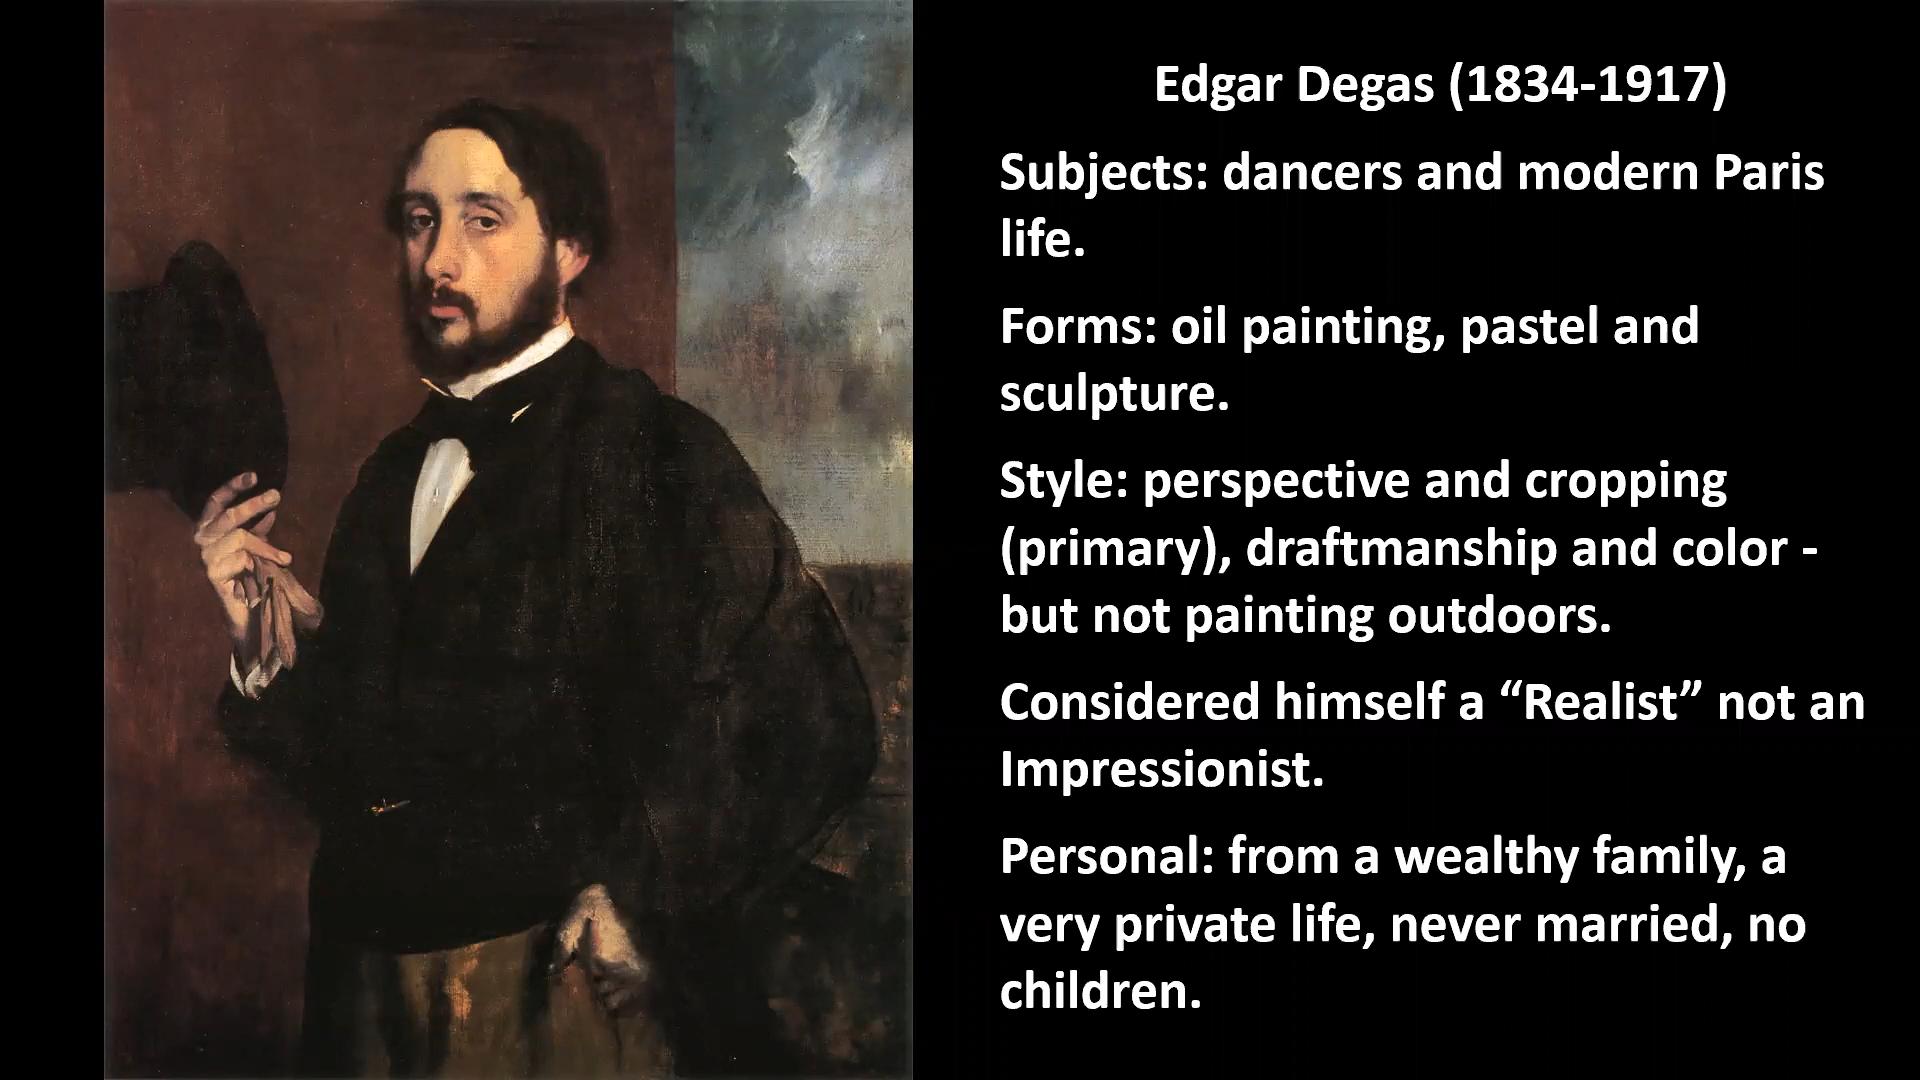 Edgar Degas (1834-1917)
Subjects: dancers and modern Paris
life.
Forms: oil painting, pastel and
sculpture.
Style: perspective and cropping
(primary), draftmanship and color -
but not painting outdoors.
Considered himself a “Realist” not an
Impressionist.
Personal: from a wealthy family, a
very private life, never married, no
children.